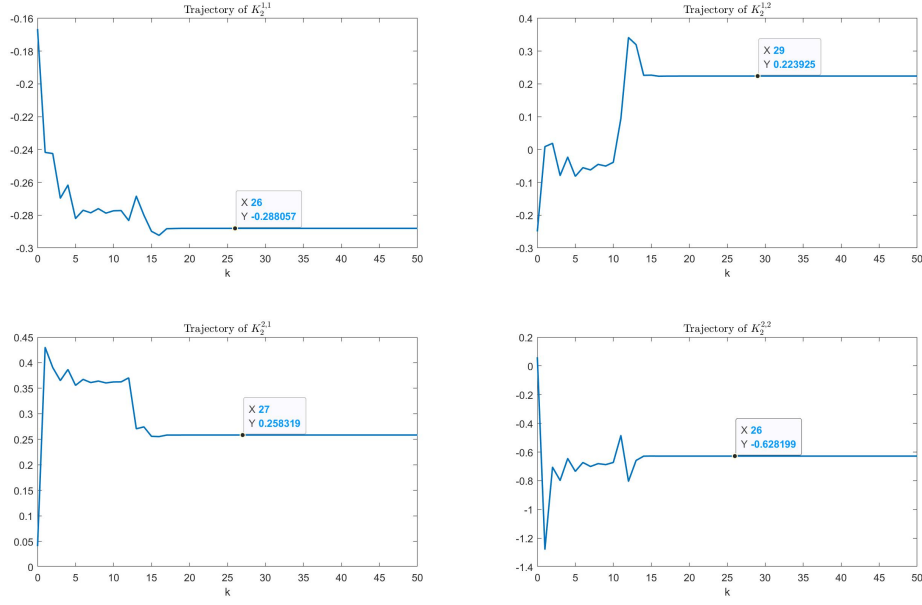 Trajectory of $K_2^{1,1}$
-0.16
-0.18
-0.2
-0.22
-0.24
-0.26
-0.28
-0.3
X 26
Y -0.288057
0 5 10 15 20 25 30 35 40 45 50
k
Trajectory of $K_2^{1,2}$
0.4
0.3
0.2
0.1
0
-0.1
-0.2
-0.3
X 29
Y 0.223925
0 5 10 15 20 25 30 35 40 45 50
k
Trajectory of $K_2^{2,1}$
0.45
0.4
0.35
0.3
0.25
0.2
0.15
0.1
0.05
0
X 27
Y 0.258319
0 5 10 15 20 25 30 35 40 45 50
k
Trajectory of $K_2^{2,2}$
0.2
0
-0.2
-0.4
-0.6
-0.8
-1
-1.2
-1.4
X 26
Y -0.628199
0 5 10 15 20 25 30 35 40 45 50
k